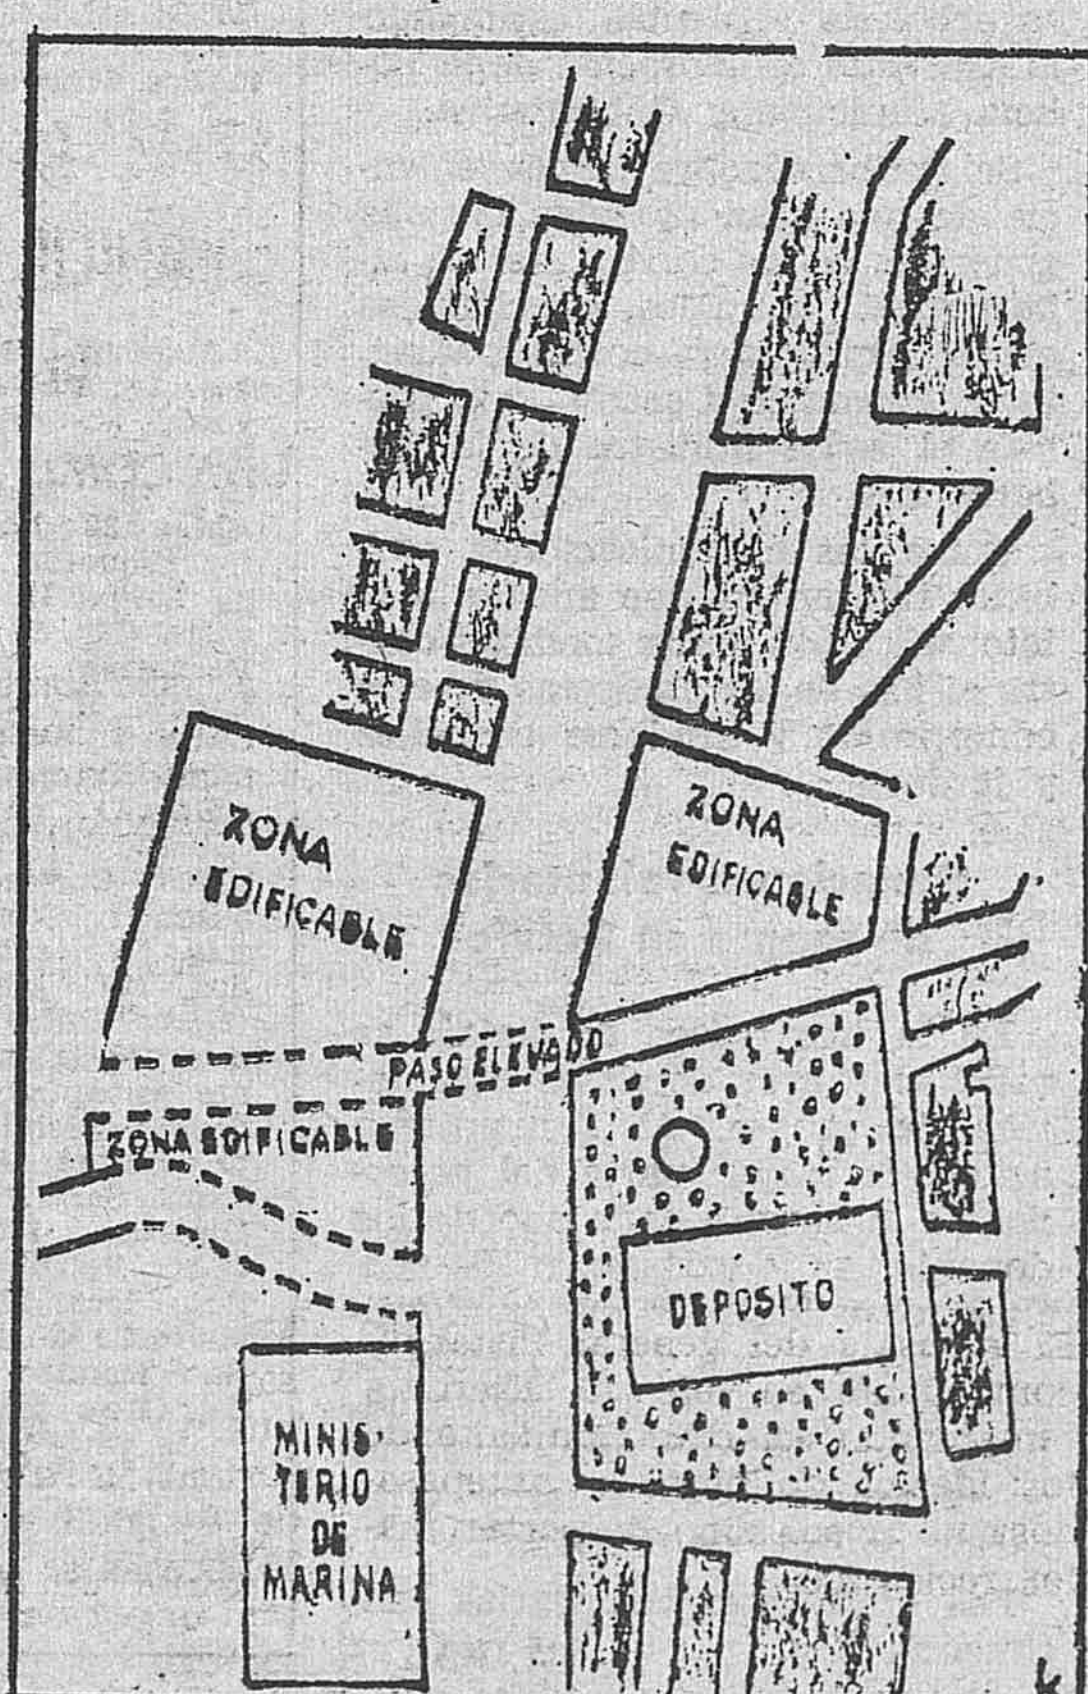 ZONA
EDIFICABLE
ZONA
EDIFICABLE
PASO ELEVADO
ZONA EDIFICABLE
DEPOSITO
MINIS-
TERIO
DE
MARINA